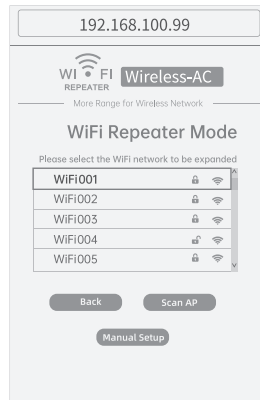 192.168.100.99
WI FI
REPEATER
Wireless-AC
More Range for Wireless Network
WiFi Repeater Mode
Please select the WiFi network to be expanded
WiFi001
WiFi002
WiFi003
WiFi004
WiFi005
Back Scan AP
Manual Setup